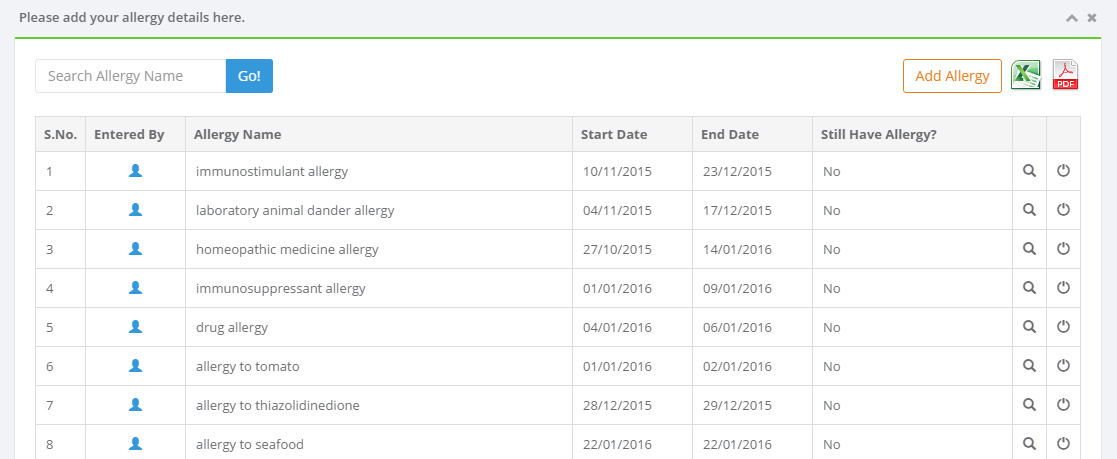 Please add your allergy details here.
Search Allergy Name Go! Add Allergy PDF
S.No. Entered By Allergy Name Start Date End Date Still Have Allergy?
1 immunostimulant allergy 10/11/2015 23/12/2015 No
2 laboratory animal dander allergy 04/11/2015 17/12/2015 No
3 homeopathic medicine allergy 27/10/2015 14/01/2016 No
4 immunosuppressant allergy 01/01/2016 09/01/2016 No
5 drug allergy 04/01/2016 06/01/2016 No
6 allergy to tomato 01/01/2016 02/01/2016 No
7 allergy to thiazolidinedione 28/12/2015 29/12/2015 No
8 allergy to seafood 22/01/2016 22/01/2016 No